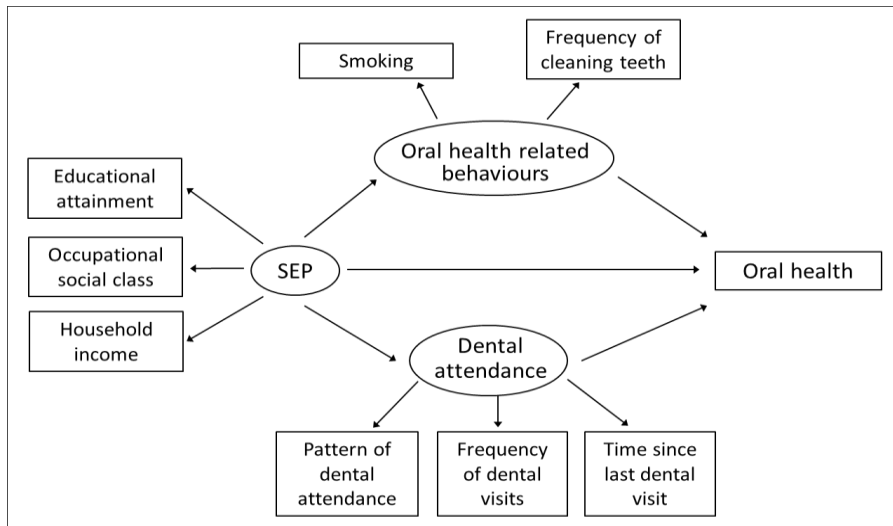 Smoking
Frequency of
cleaning teeth
Oral health related
behaviours
Educational
attainment
Occupational
social class
Household
income
SEP
Oral health
Dental
attendance
Pattern of
dental
attendance
Frequency
of dental
visits
Time since
last dental
visit